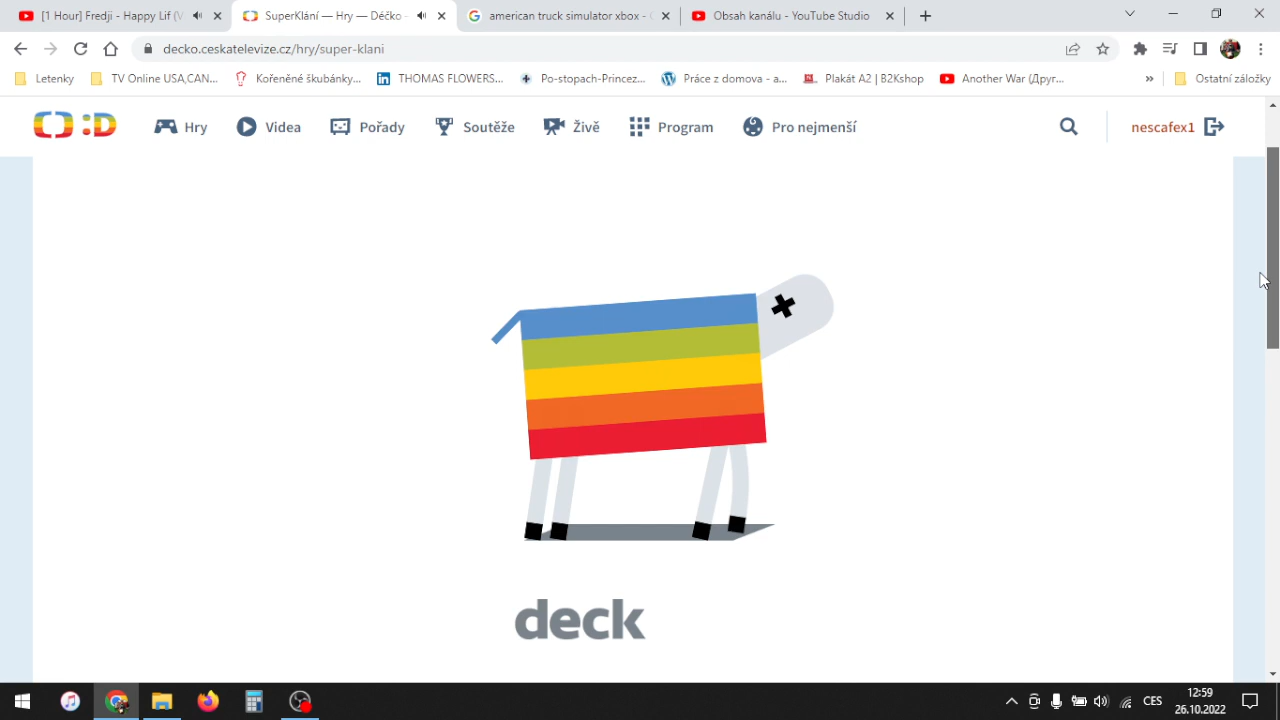 [1 Hour] Fredji - Happy Lif (V
SuperKlání — Hry — Déčko -
american truck simulator xbox - G
Obsah kanálu - YouTube Studio
decko.ceskatelevize.cz/hry/super-klani
Letenky
TV Online USA,CAN...
Kořeněné škubánky...
THOMAS FLOWERS...
Po-stopach-Princez...
Práce z domova - a...
Plakát A2 | B2Kshop
Another War (Друг...
»
Ostatní záložky
:D
Hry
Videa
Pořady
Soutěže
Živě
Program
Pro nejmenší
nescafex1
deck
CES
12:59
26.10.2022